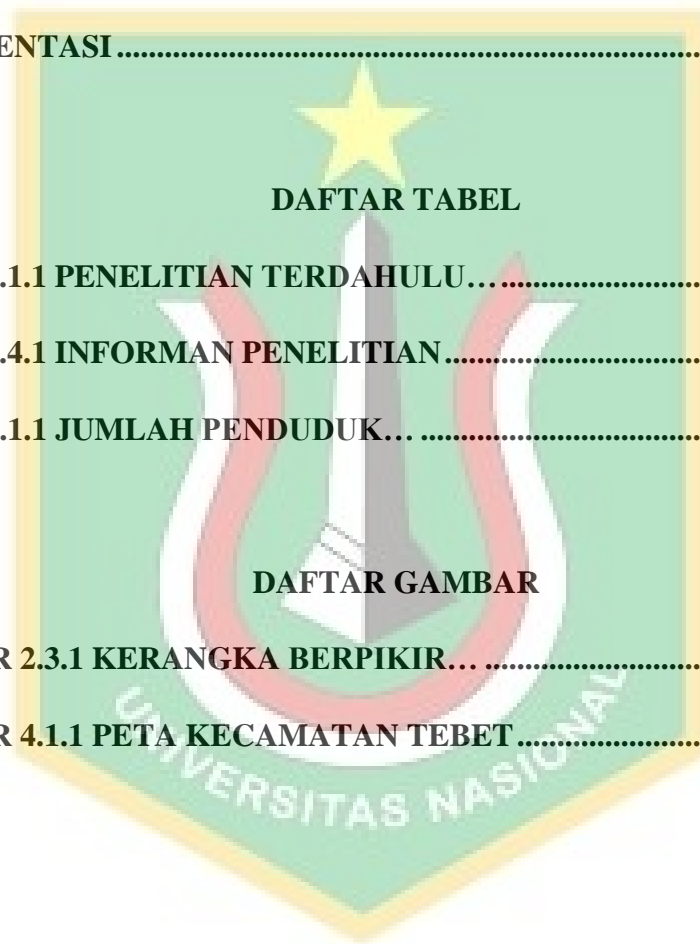 ENTASI
DAFTAR TABEL
.1.1 PENELITIAN TERDAHULU…
.4.1 INFORMAN PENELITIAN
.1.1 JUMLAH PENDUDUK…
DAFTAR GAMBAR
R 2.3.1 KERANGKA BERPIKIR…
R 4.1.1 PETA KECAMATAN TEBET
UNIVERSITAS NASIONAL